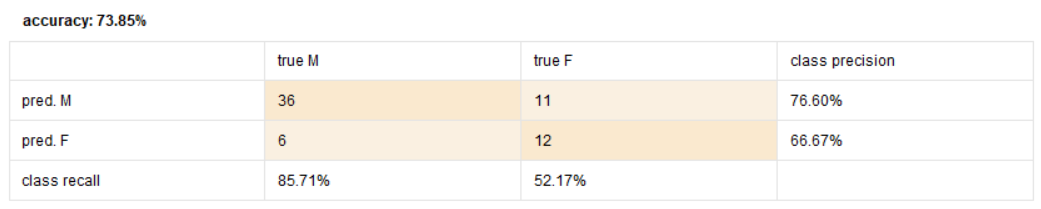 accuracy: 73.85%
true M true F class precision
pred. M 36 11 76.60%
pred. F 6 12 66.67%
class recall 85.71% 52.17%